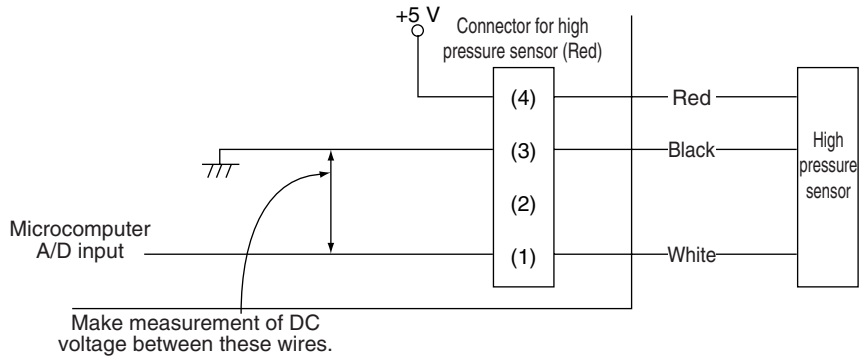 +5 V
Connector for high
pressure sensor (Red)
(4)
Red
(3)
Black
High
pressure
sensor
(2)
Microcomputer
A/D input
(1)
White
Make measurement of DC
voltage between these wires.